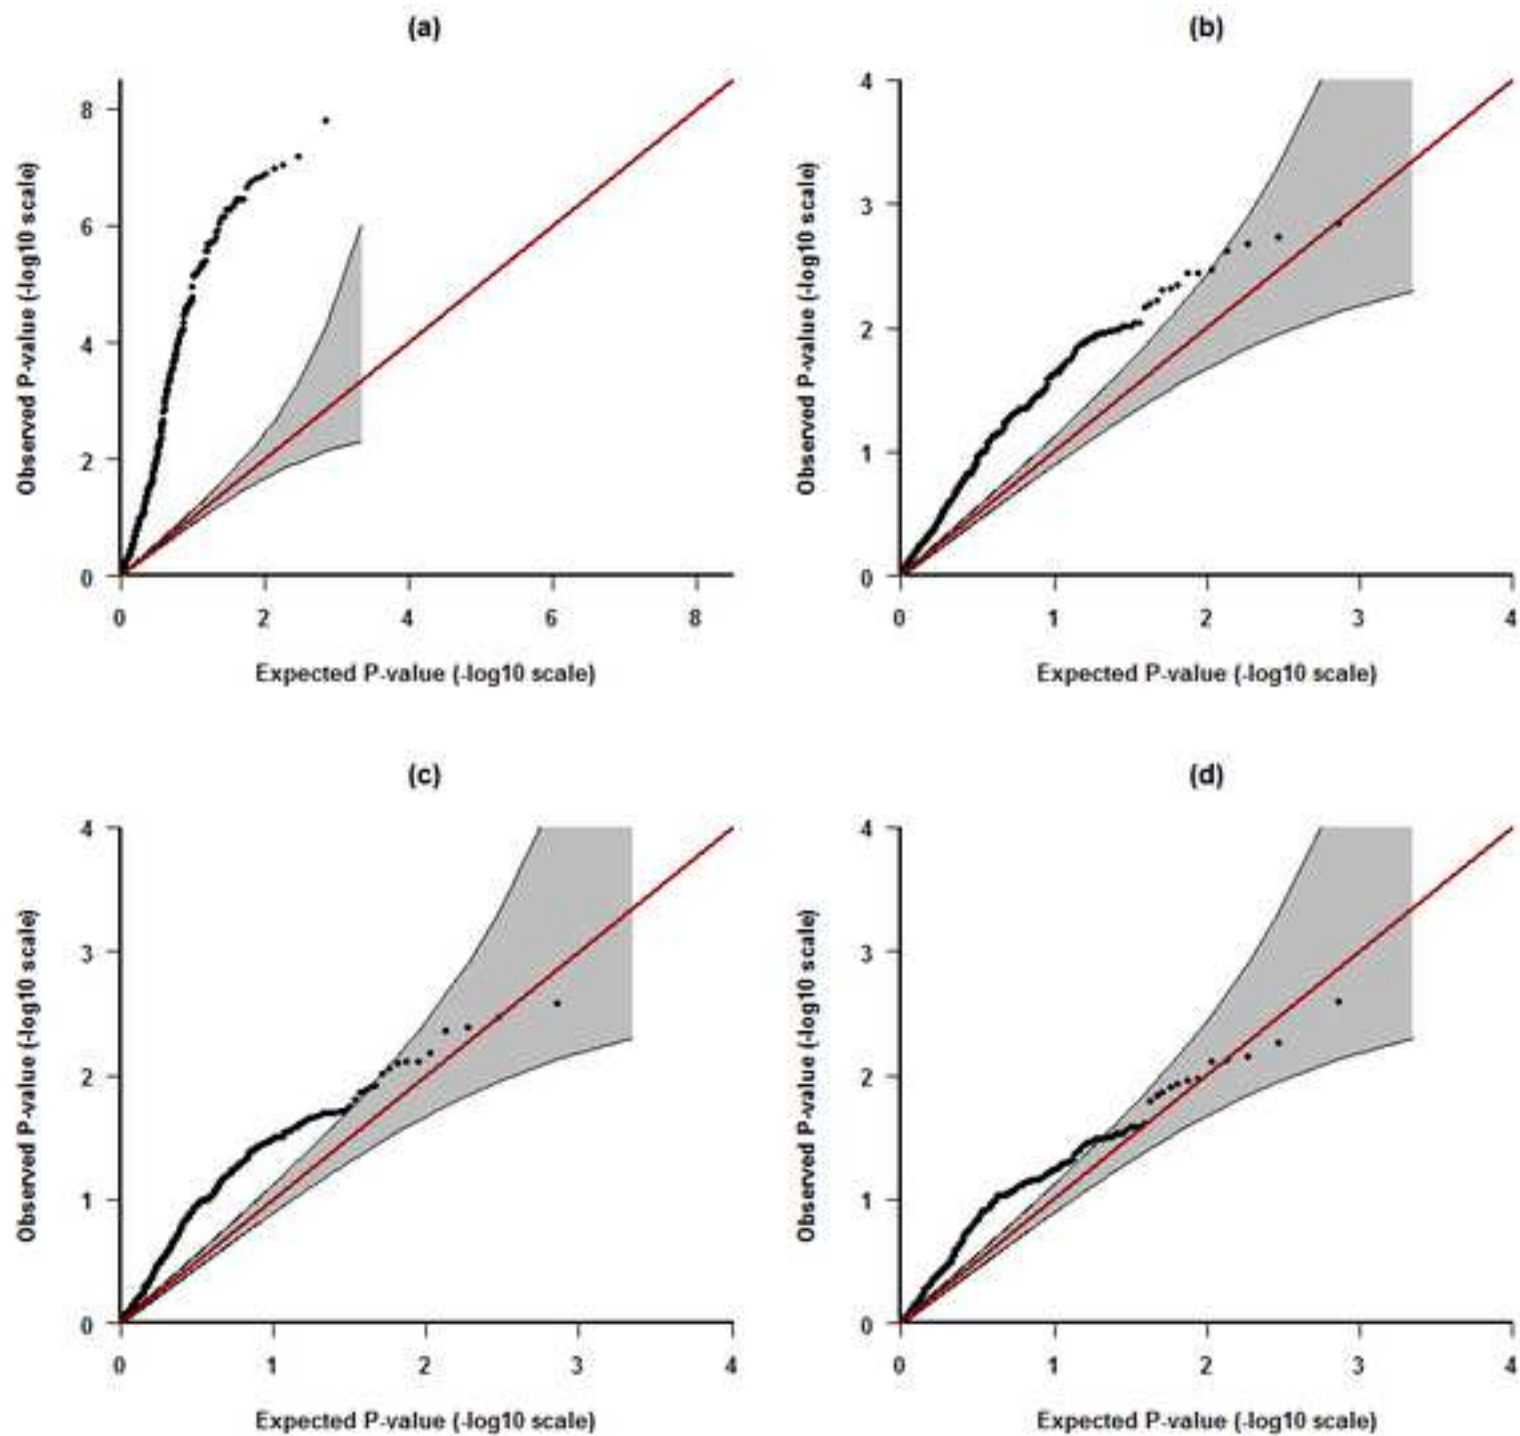 (a)
Observed P-value (-log10 scale)
8
6
4
2
0
0 2 4 6 8
Expected P-value (-log10 scale)
(b)
Observed P-value (-log10 scale)
4
3
2
1
0
0 1 2 3 4
Expected P-value (-log10 scale)
(c)
Observed P-value (-log10 scale)
4
3
2
1
0
0 1 2 3 4
Expected P-value (-log10 scale)
(d)
Observed P-value (-log10 scale)
4
3
2
1
0
0 1 2 3 4
Expected P-value (-log10 scale)